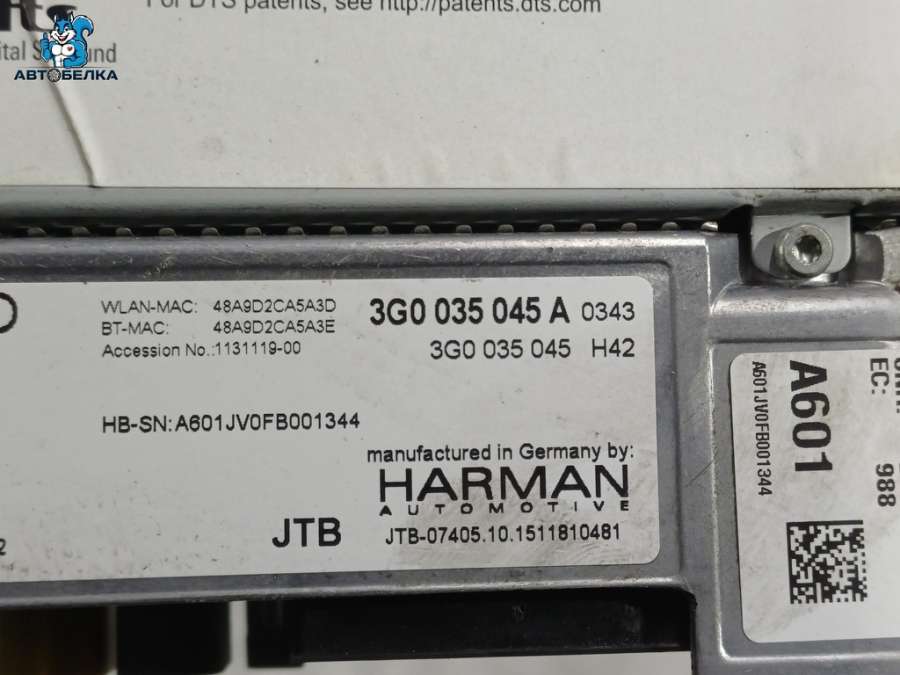 For DTS patents, see http://patents.dts.com
АВТОБЕЛКА
WLAN-MAC: 48A9D2CA5A3D
BT-MAC: 48A9D2CA5A3E
Accession No.:1131119-00
3G0 035 045 A 0343
3G0 035 045 H42
HB-SN: A601JV0FB001344
manufactured in Germany by:
HARMAN
AUTOMOTIVE
JTB
JTB-07405.10.1511810481
2
A601
A601JV0FB001344
EC:
988